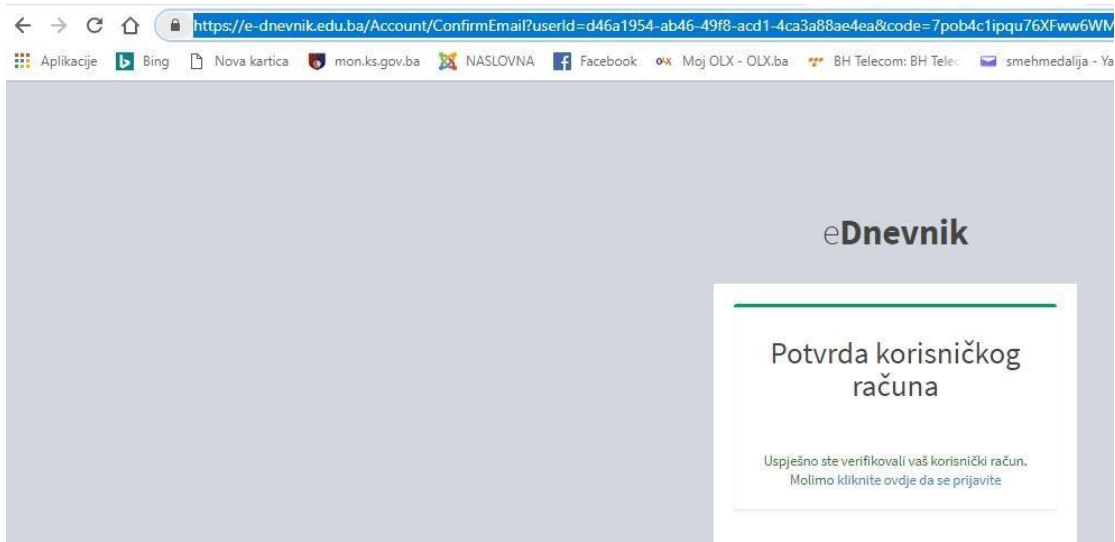 https://e-dnevnik.edu.ba/Account/ConfirmEmail?userId=d46a1954-ab46-49f8-acd1-4ca3a88ae4ea&code=7pob4c1ipqu76XFww6WM
Aplikacije Bing Nova kartica mon.ks.gov.ba NASLOVNA Facebook OLX Moj OLX - OLX.ba BH Telecom: BH Telec smehmedalija - Ya
eDnevnik
Potvrda korisničkog
računa
Uspješno ste verifikovali vaš korisnički račun.
Molimo kliknite ovdje da se prijavite